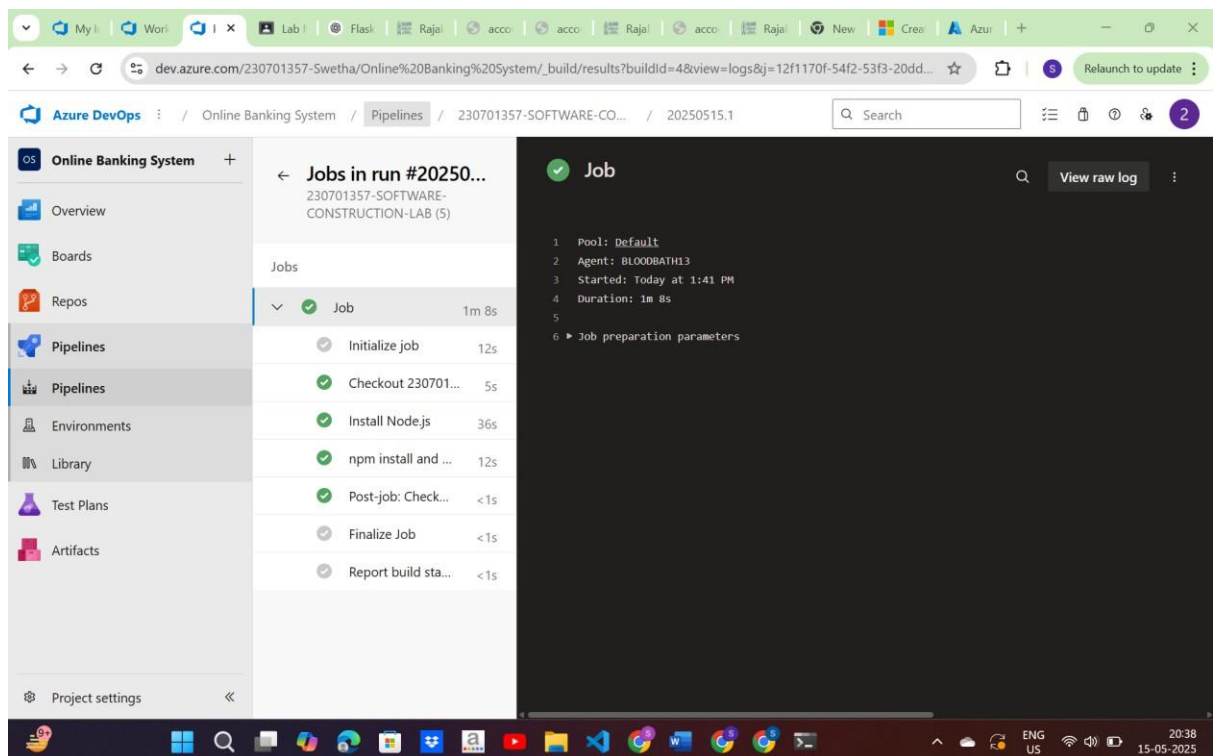 My l
Work
Lab l
Flask
Rajal
acco
acco
Rajal
acco
Rajal
New
Crea
Azur
dev.azure.com/230701357-Swetha/Online%20Banking%20System/_build/results?buildId=4&view=logs&j=12f1170f-54f2-53f3-20dd...
S
Relaunch to update
Azure DevOps / Online Banking System / Pipelines / 230701357-SOFTWARE-CO... / 20250515.1
Search
2
OS Online Banking System +
Overview
Boards
Repos
Pipelines
Pipelines
Environments
Library
Test Plans
Artifacts
Project settings
Jobs in run #20250...
230701357-SOFTWARE-
CONSTRUCTION-LAB (5)
Jobs
Job 1m 8s
Initialize job 12s
Checkout 230701... 5s
Install Node.js 36s
npm install and ... 12s
Post-job: Check... <1s
Finalize Job <1s
Report build sta... <1s
Job
View raw log
1 Pool: Default
2 Agent: BLOODBATH13
3 Started: Today at 1:41 PM
4 Duration: 1m 8s
5
6 Job preparation parameters
9+
ENG
US
20:38
15-05-2025